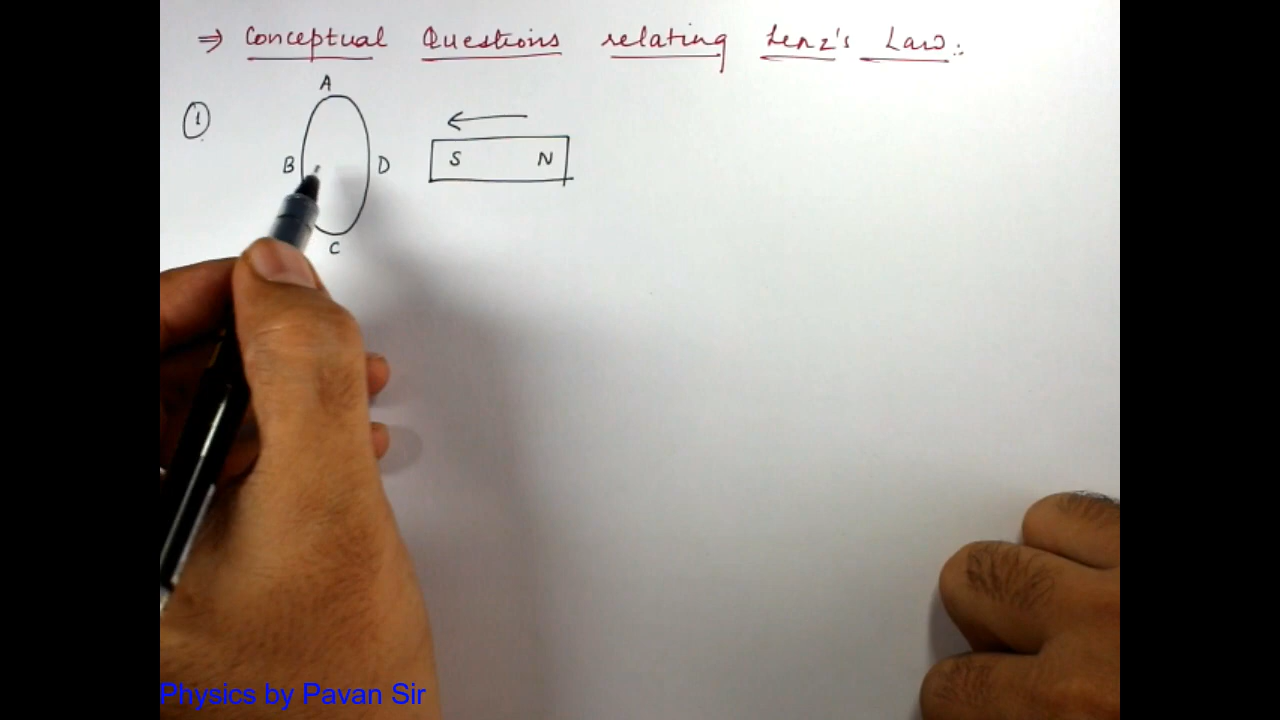 ⇒ Conceptual Questions relating Lenz's Law:
1
A
B D
S N
C
Physics by Pavan Sir